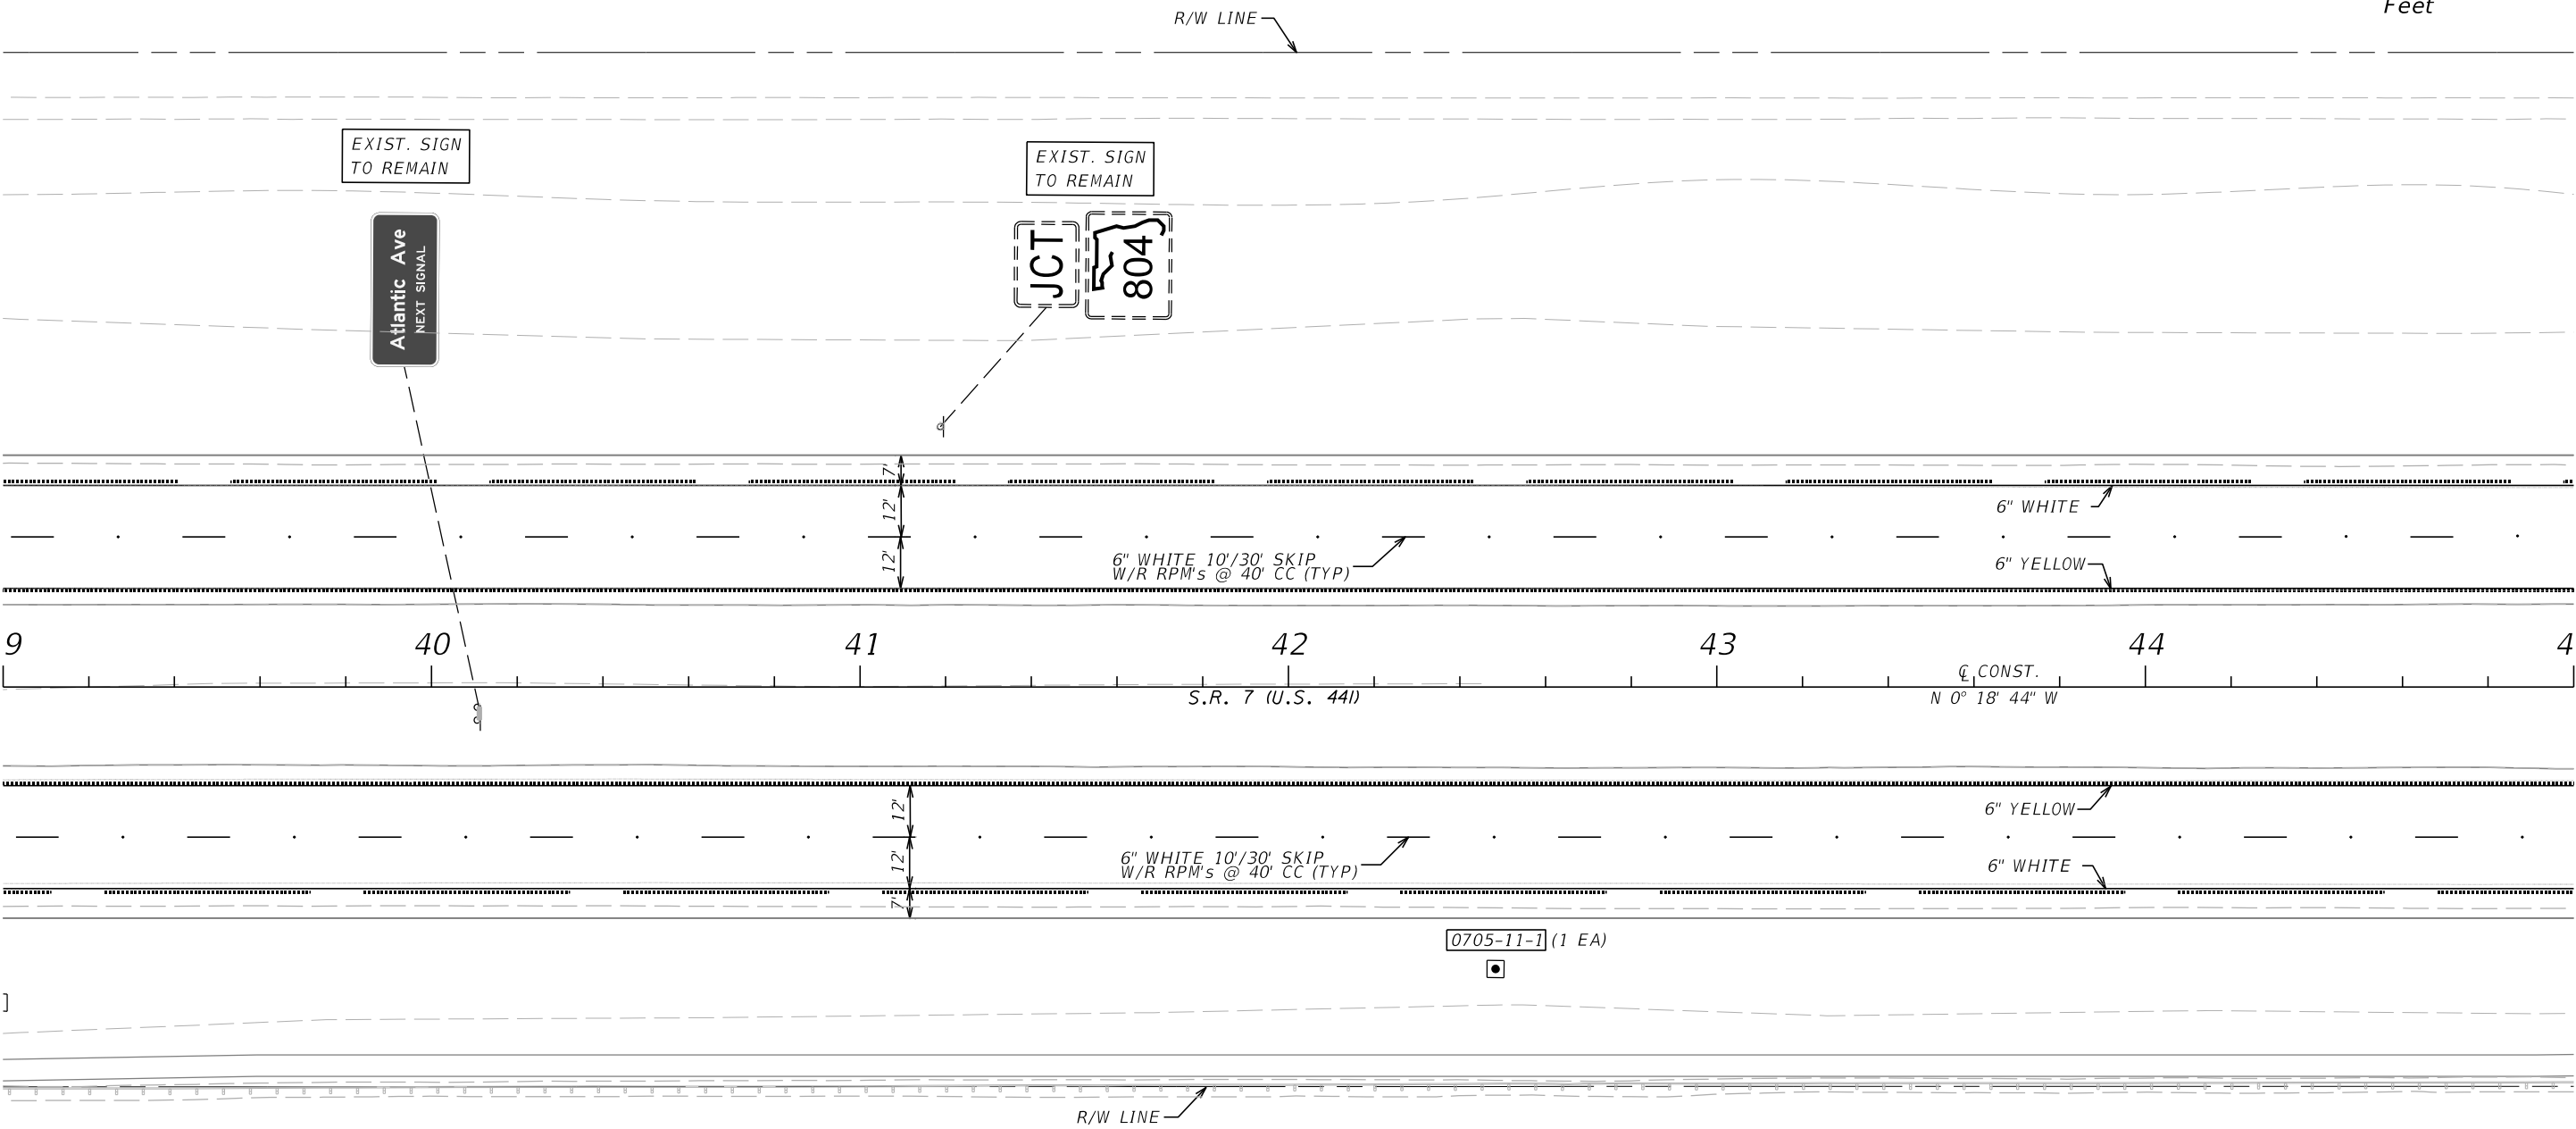 Feet
R/W LINE
EXIST. SIGN
TO REMAIN
EXIST. SIGN
TO REMAIN
Atlantic Ave
NEXT SIGNAL
JCT
804
7'
12'
12'
6" WHITE
6" WHITE 10'/30' SKIP
W/R RPM's @ 40' CC (TYP)
6" YELLOW
9
40
41
42
43
44
4
℄ CONST.
S.R. 7 (U.S. 441)
N 0° 18' 44" W
12'
12'
7'
6" YELLOW
6" WHITE 10'/30' SKIP
W/R RPM's @ 40' CC (TYP)
6" WHITE
0705-11-1 (1 EA)
R/W LINE